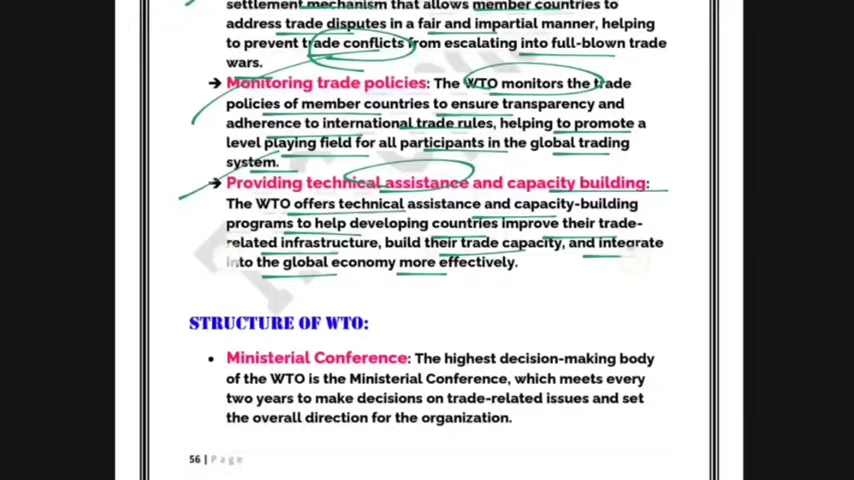 settlement mechanism that allows member countries to
address trade disputes in a fair and impartial manner, helping
to prevent trade conflicts from escalating into full-blown trade
wars.
→ Monitoring trade policies: The WTO monitors the trade
policies of member countries to ensure transparency and
adherence to international trade rules, helping to promote a
level playing field for all participants in the global trading
system.
→ Providing technical assistance and capacity building:
The WTO offers technical assistance and capacity-building
programs to help developing countries improve their trade-
related infrastructure, build their trade capacity, and integrate
into the global economy more effectively.
STRUCTURE OF WTO:
• Ministerial Conference: The highest decision-making body
of the WTO is the Ministerial Conference, which meets every
two years to make decisions on trade-related issues and set
the overall direction for the organization.
56 | Page